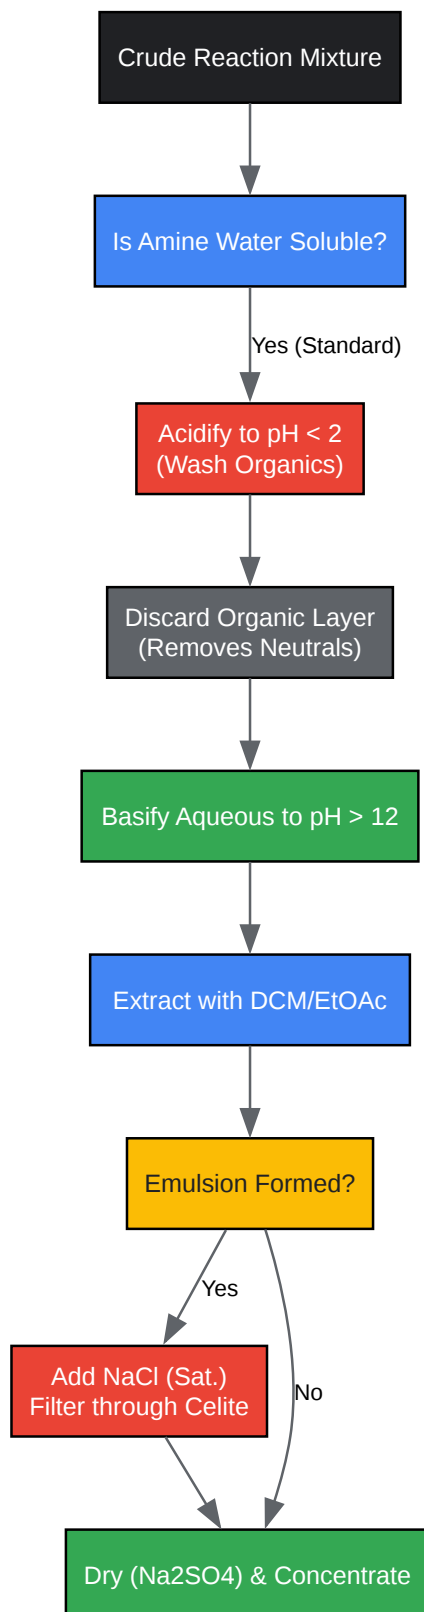 Crude Reaction Mixture
Is Amine Water Soluble?
Yes (Standard)
Acidify to pH < 2
(Wash Organics)
Discard Organic Layer
(Removes Neutrals)
Basify Aqueous to pH > 12
Extract with DCM/EtOAc
Emulsion Formed?
Yes
Add NaCl (Sat.)
Filter through Celite
No
Dry (Na2SO4) & Concentrate